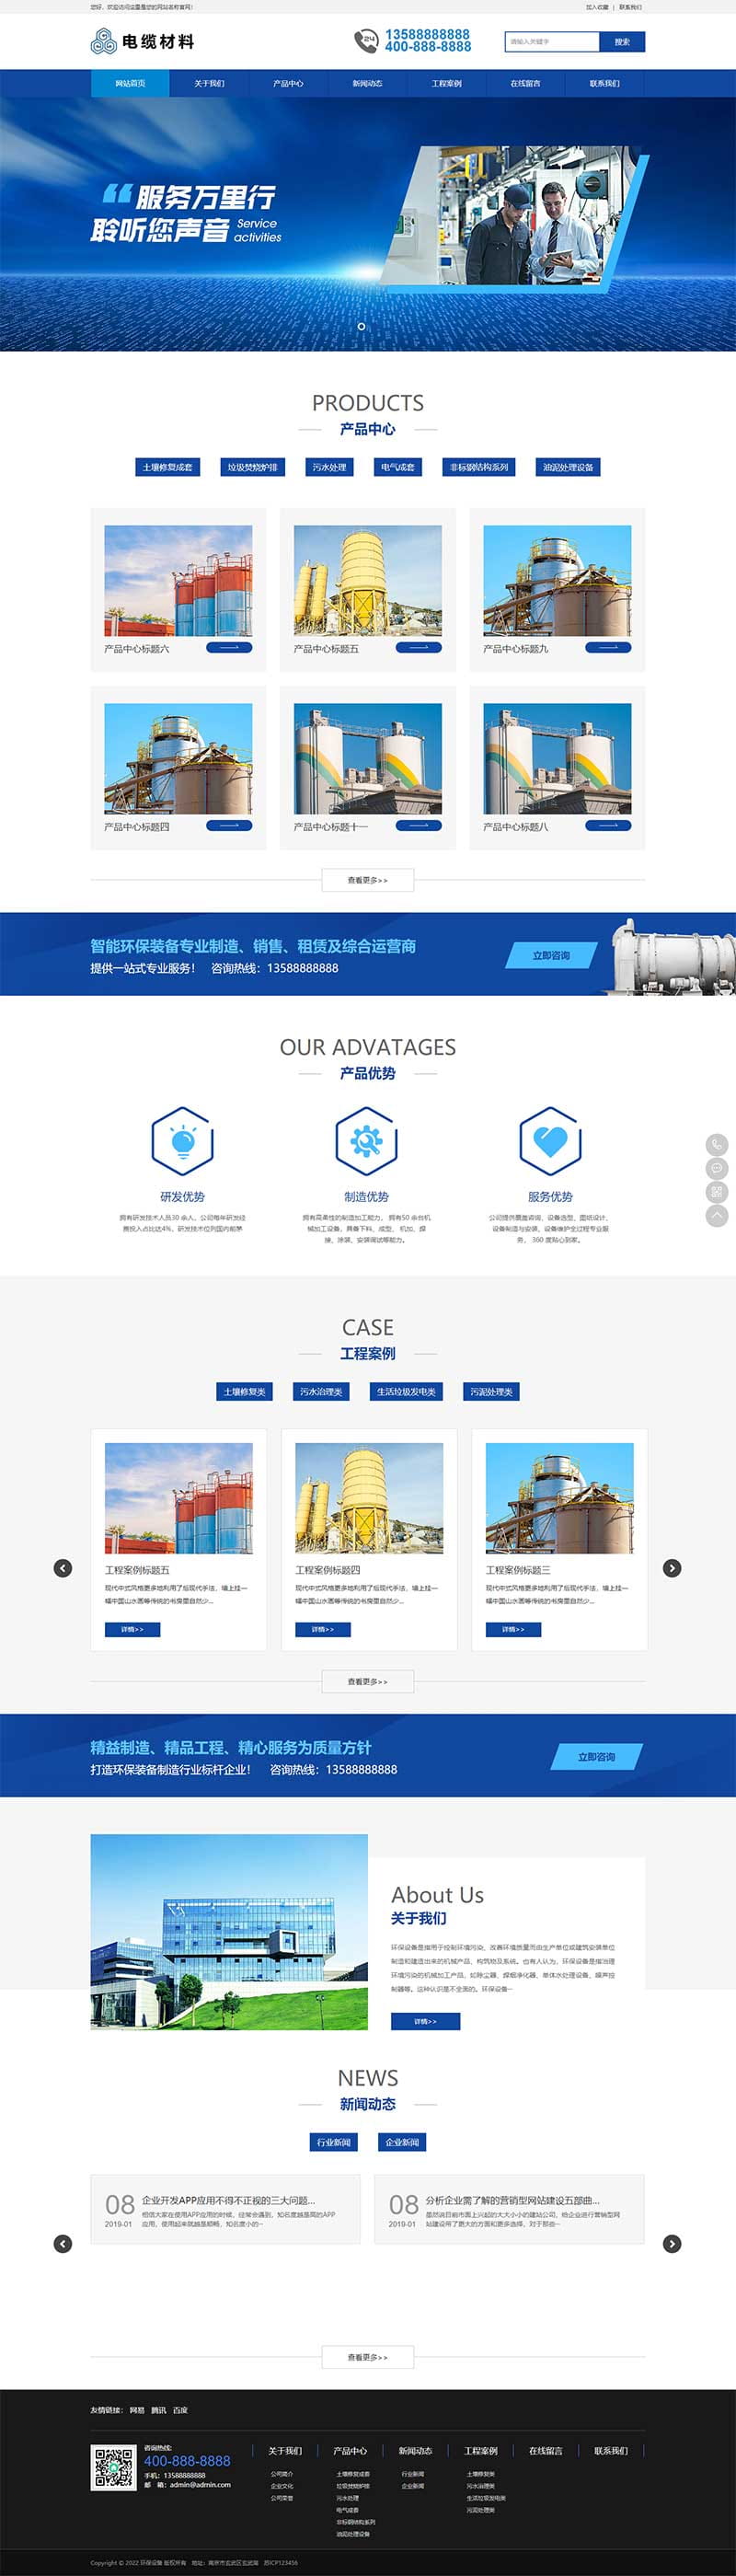 您好，欢迎访问这里是您的网站名称官网！
加入收藏 | 联系我们
电缆材料
24
13588888888
400-888-8888
请输入关键字
搜索
网站首页 关于我们 产品中心 新闻动态 工程案例 在线留言 联系我们
服务万里行
聆听您声音 Service activities
PRODUCTS
产品中心
土壤修复成套 垃圾焚烧炉排 污水处理 电气成套 非标钢结构系列 油泥处理设备
产品中心标题六 产品中心标题五 产品中心标题九
产品中心标题四 产品中心标题十一 产品中心标题八
查看更多>>
智能环保装备专业制造、销售、租赁及综合运营商
提供一站式专业服务！ 咨询热线：13588888888
立即咨询
OUR ADVATAGES
产品优势
研发优势
拥有研发技术人员30 余人，公司每年研发经
费投入占比达4%，研发技术位列国内前茅
制造优势
拥有高柔性的制造加工能力， 拥有50 余台机
械加工设备，具备下料、成型、 机加、焊
接、涂装、安装调试等能力。
服务优势
公司提供覆盖咨询、设备选型、图纸设计、
设备制造与安装、设备维护全过程专业服
务， 360 度贴心到家。
CASE
工程案例
土壤修复类 污水治理类 生活垃圾发电类 污泥处理类
工程案例标题五
现代中式风格更多地利用了后现代手法，墙上挂一
幅中国山水画等传统的书房里自然少...
详情>>
工程案例标题四
现代中式风格更多地利用了后现代手法，墙上挂一
幅中国山水画等传统的书房里自然少...
详情>>
工程案例标题三
现代中式风格更多地利用了后现代手法，墙上挂一
幅中国山水画等传统的书房里自然少...
详情>>
查看更多>>
精益制造、精品工程、精心服务为质量方针
打造环保装备制造行业标杆企业！ 咨询热线：13588888888
立即咨询
About Us
关于我们
环保设备是指用于控制环境污染、改善环境质量而由生产单位或建筑安装单位
制造和建造出来的机械产品、构筑物及系统。也有人认为，环保设备是指治理
环境污染的机械加工产品，如除尘器、焊烟净化器、单体水处理设备、噪声控
制器等。这种认识是不全面的。环保设备···
详情>>
NEWS
新闻动态
行业新闻 企业新闻
08
2019-01
企业开发APP应用不得不正视的三大问题...
相信大家在使用APP应用的时候，经常会遇到，知名度越是高的APP
应用，使用起来就越是顺畅，知名度小的···
08
2019-01
分析企业需了解的营销型网站建设五部曲...
虽然说目前市面上兴起的大大小小的建站公司，给企业进行营销型网
站建设带了更大的方面和更多选择，对于那些···
查看更多>>
友情链接： 网易 腾讯 百度
咨询热线：
400-888-8888
手机：13588888888
邮 箱：admin@admin.com
关于我们
公司简介
企业文化
公司荣誉
产品中心
土壤修复成套
垃圾焚烧炉排
污水处理
电气成套
非标钢结构系列
油泥处理设备
新闻动态
行业新闻
企业新闻
工程案例
土壤修复类
污水治理类
生活垃圾发电类
污泥处理类
在线留言
联系我们
Copyright © 2022 环保设备 版权所有 地址：南京市玄武区玄武湖 苏ICP123456